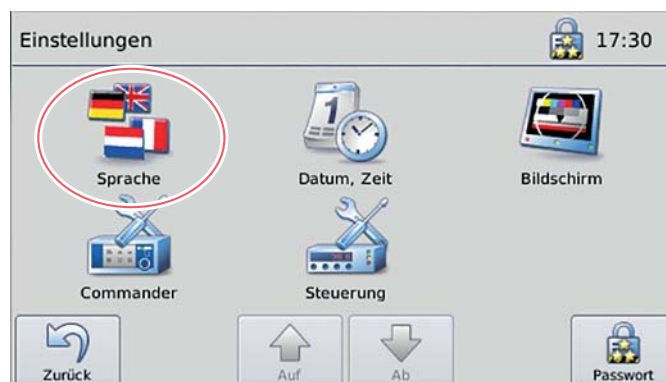 Einstellungen 17:30
Sprache Datum, Zeit Bildschirm
Commander Steuerung
Zurück Auf Ab Passwort